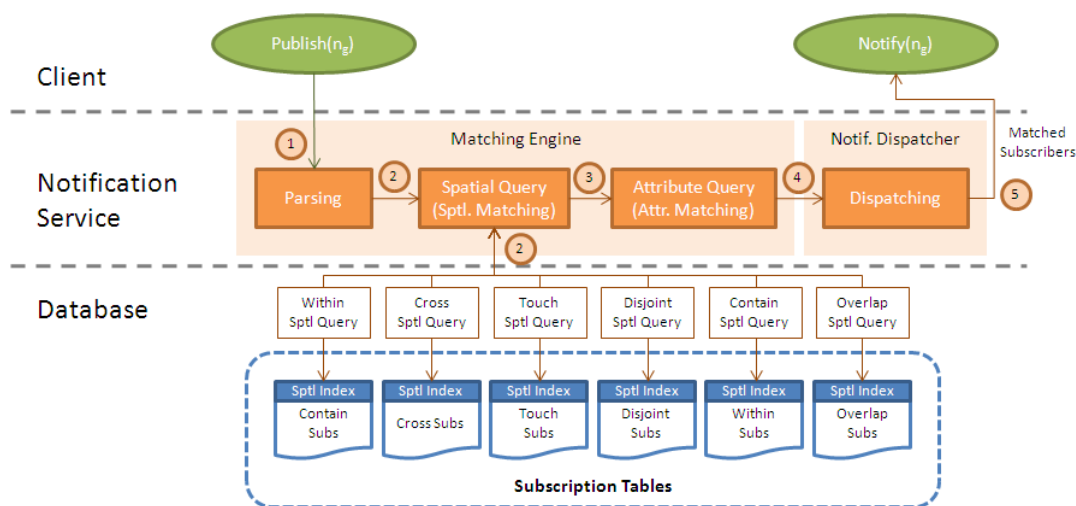 Publish(ng)
Notify(ng)
Client
Matching Engine
Notif. Dispatcher
Matched
Subscribers
1
2
3
4
5
Notification
Service
Parsing
Spatial Query
(Sptl. Matching)
Attribute Query
(Attr. Matching)
Dispatching
2
Database
Within
Sptl Query
Cross
Sptl Query
Touch
Sptl Query
Disjoint
Sptl Query
Contain
Sptl Query
Overlap
Sptl Query
Sptl Index
Contain
Subs
Sptl Index
Cross Subs
Sptl Index
Touch
Subs
Sptl Index
Disjoint
Subs
Sptl Index
Within
Subs
Sptl Index
Overlap
Subs
Subscription Tables